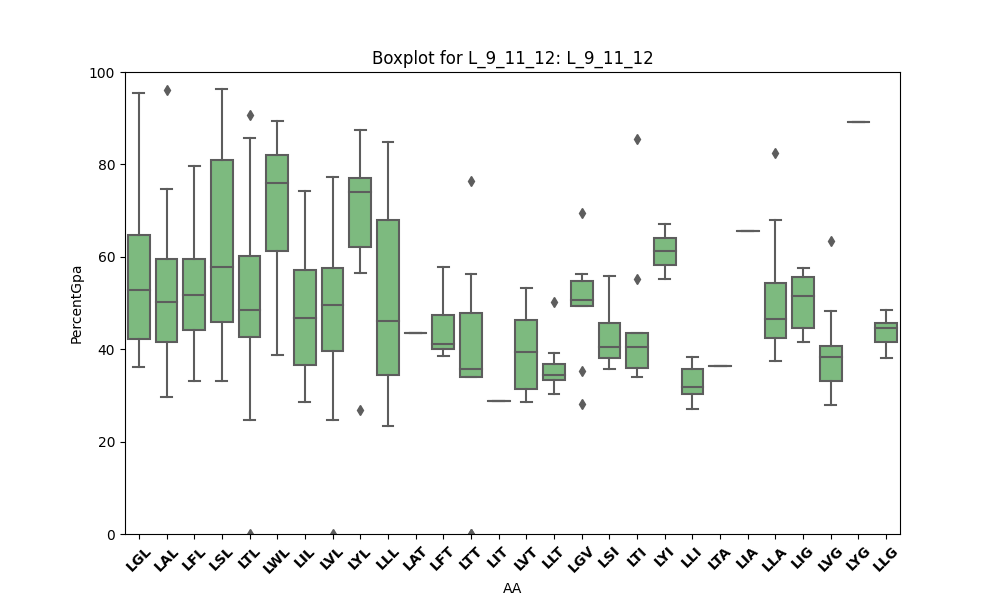 Boxplot for L_9_11_12: L_9_11_12
PercentGpa
100
80
60
40
20
0
LGL LAL LFL LSL LTL LWL LIL LVL LYL LLL LAT LFT LTT LIT LVT LLT LGV LSI LTI LYI LLI LTA LIA LLA LIG LVG LYG LLG
AA